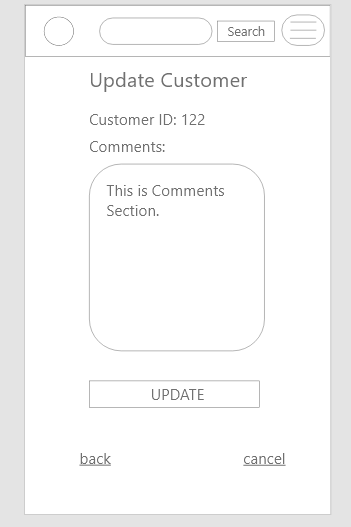 Search
Update Customer
Customer ID: 122
Comments:
This is Comments
Section.
UPDATE
back
cancel